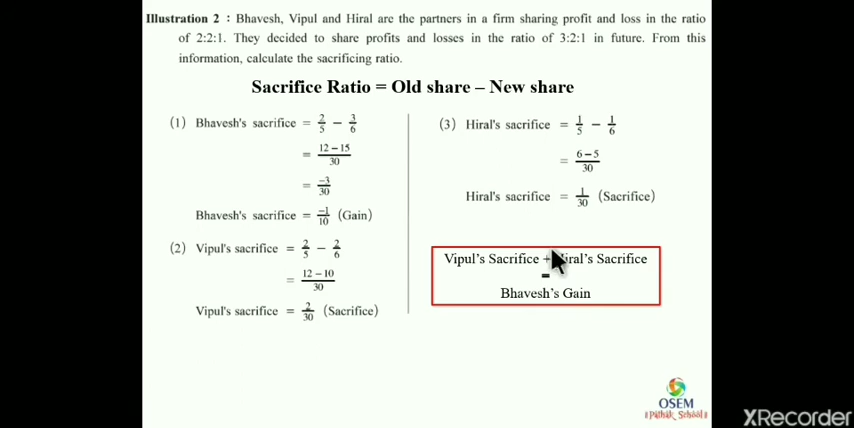 Illustration 2 : Bhavesh, Vipul and Hiral are the partners in a firm sharing profit and loss in the ratio
of 2:2:1. They decided to share profits and losses in the ratio of 3:2:1 in future. From this
information, calculate the sacrificing ratio.
Sacrifice Ratio = Old share – New share
(1) Bhavesh's sacrifice = 2/5 − 3/6
= 12 − 15/30
= −3/30
Bhavesh's sacrifice = −1/10 (Gain)
(2) Vipul's sacrifice = 2/5 − 2/6
= 12 − 10/30
Vipul's sacrifice = 2/30 (Sacrifice)
(3) Hiral's sacrifice = 1/5 − 1/6
= 6 − 5/30
Hiral's sacrifice = 1/30 (Sacrifice)
Vipul's Sacrifice + Hiral's Sacrifice
=
Bhavesh's Gain
OSEM
Pathik School
XRecorder